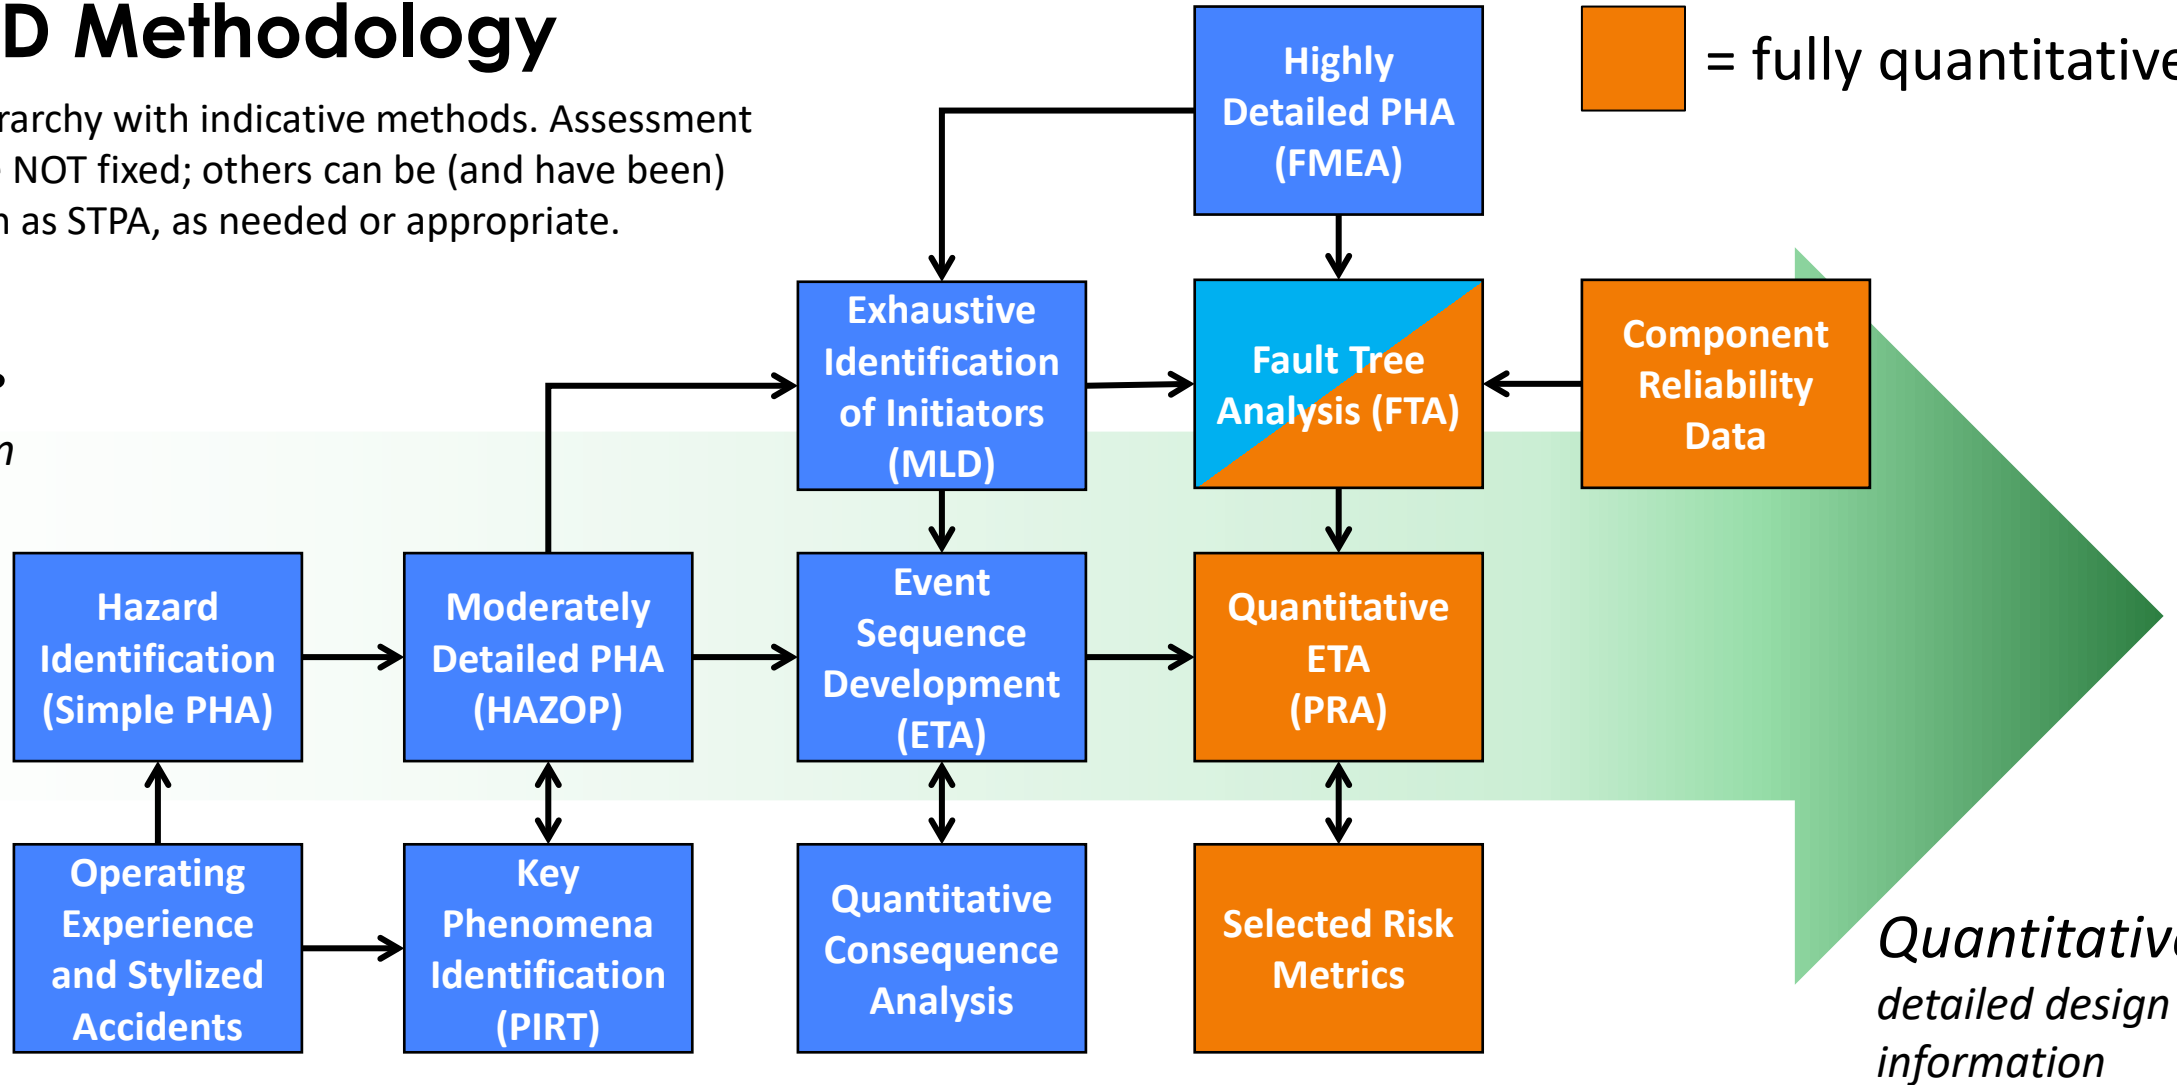 D Methodology
rarchy with indicative methods. Assessment
NOT fixed; others can be (and have been)
as STPA, as needed or appropriate.
= fully quantitative
Highly
Detailed PHA
(FMEA)
Exhaustive
Identification
of Initiators
(MLD)
Fault Tree
Analysis (FTA)
Component
Reliability
Data
Hazard
Identification
(Simple PHA)
Moderately
Detailed PHA
(HAZOP)
Event
Sequence
Development
(ETA)
Quantitative
ETA
(PRA)
Operating
Experience
and Stylized
Accidents
Key
Phenomena
Identification
(PIRT)
Quantitative
Consequence
Analysis
Selected Risk
Metrics
Quantitative
detailed design
information